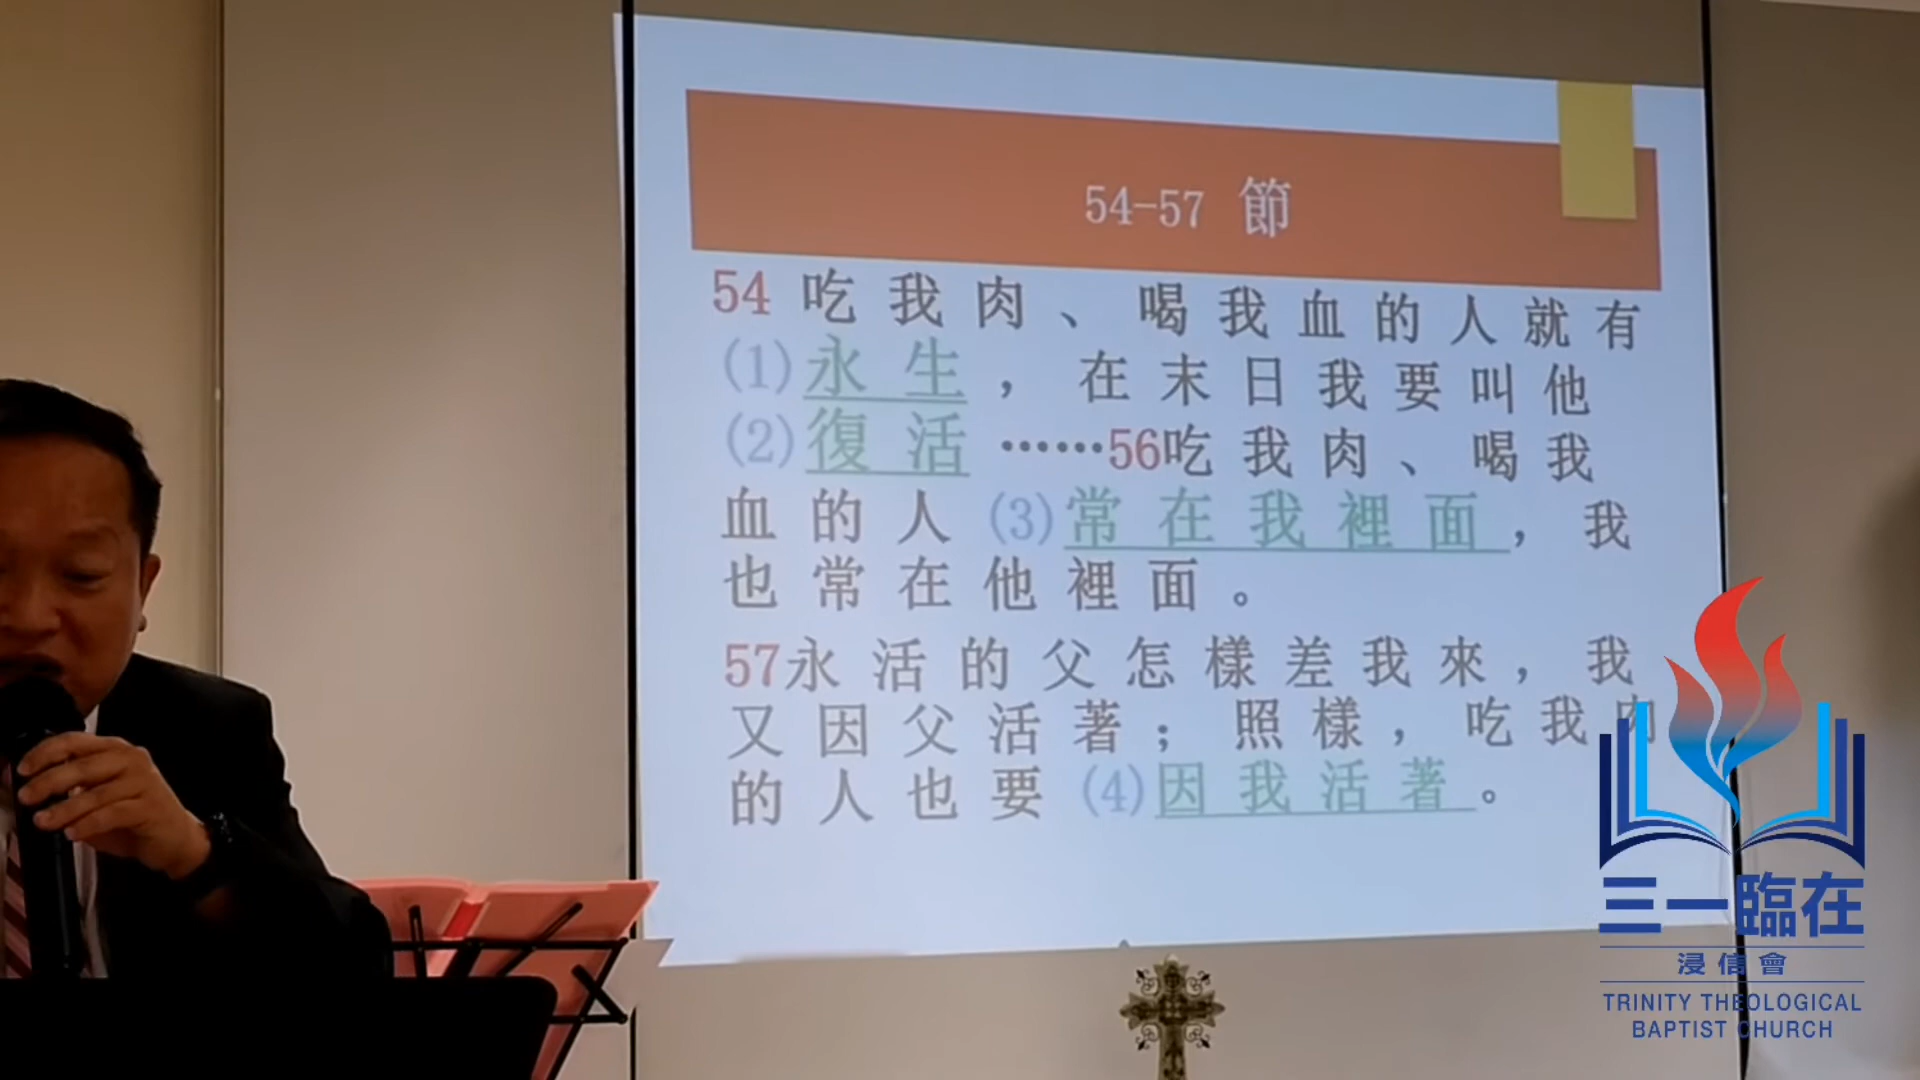 54-57 節
54 吃我肉、喝我血的人就有
(1)永生，在末日我要叫他
(2)復活……56吃我肉、喝我
血的人(3)常在我裡面，我
也常在他裡面。
57永活的父怎樣差我來，我
又因父活著；照樣，吃我肉
的人也要(4)因我活著。
三一臨在
浸信會
TRINITY THEOLOGICAL
BAPTIST CHURCH